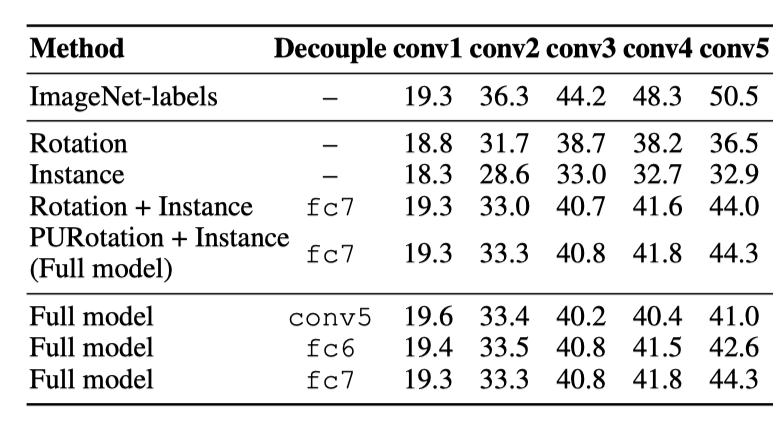 Method Decouple conv1 conv2 conv3 conv4 conv5
ImageNet-labels – 19.3 36.3 44.2 48.3 50.5
Rotation – 18.8 31.7 38.7 38.2 36.5
Instance – 18.3 28.6 33.0 32.7 32.9
Rotation + Instance fc7 19.3 33.0 40.7 41.6 44.0
PURotation + Instance
(Full model) fc7 19.3 33.3 40.8 41.8 44.3
Full model conv5 19.6 33.4 40.2 40.4 41.0
Full model fc6 19.4 33.5 40.8 41.5 42.6
Full model fc7 19.3 33.3 40.8 41.8 44.3